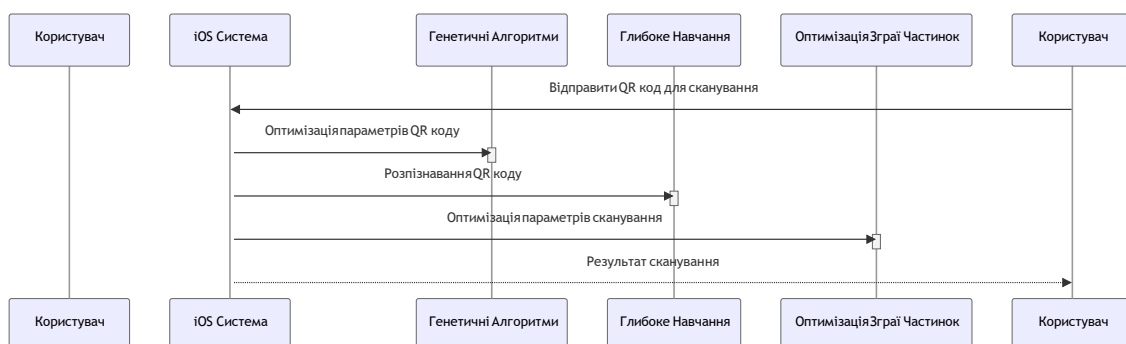 Користувач
iOS Система
Генетичні Алгоритми
Глибоке Навчання
Оптимізація Зграї Частинок
Користувач
Відправити QR код для сканування
Оптимізація параметрів QR коду
Розпізнавання QR коду
Оптимізація параметрів сканування
Результат сканування
Користувач
iOS Система
Генетичні Алгоритми
Глибоке Навчання
Оптимізація Зграї Частинок
Користувач